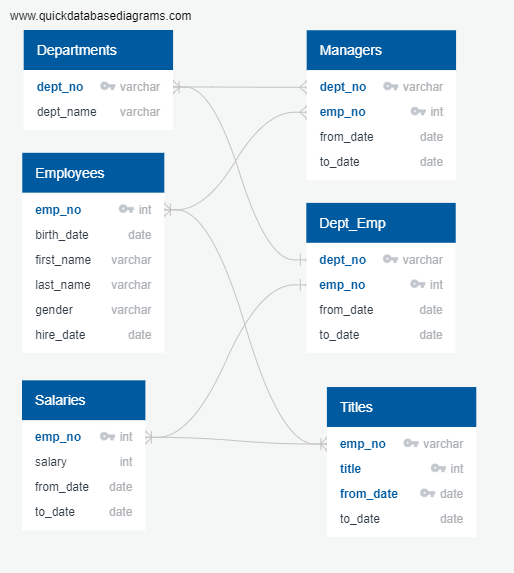 www.quickdatabasediagrams.com
Departments
dept_no varchar
dept_name varchar
Managers
dept_no varchar
emp_no int
from_date date
to_date date
Employees
emp_no int
birth_date date
first_name varchar
last_name varchar
gender varchar
hire_date date
Dept_Emp
dept_no varchar
emp_no int
from_date date
to_date date
Salaries
emp_no int
salary int
from_date date
to_date date
Titles
emp_no varchar
title int
from_date date
to_date date